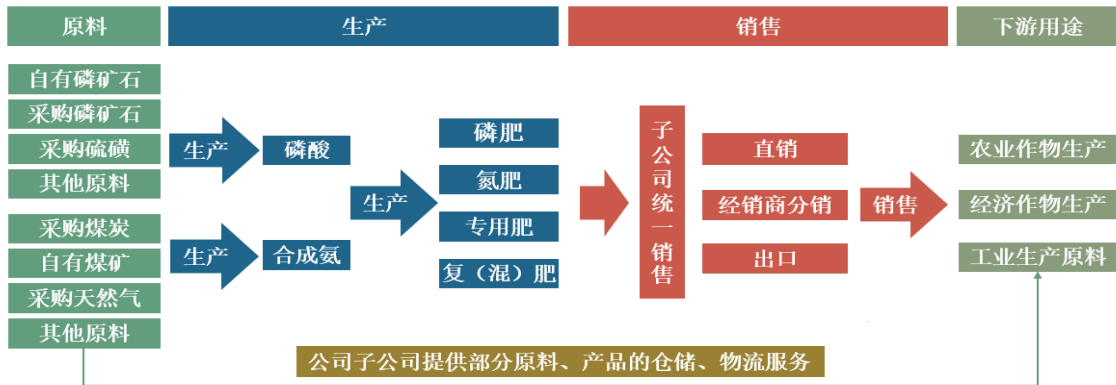 原料
生产
销售
下游用途
自有磷矿石
采购磷矿石
采购硫磺
其他原料
采购煤炭
自有煤矿
采购天然气
其他原料
生产
磷酸
生产
合成氨
生产
磷肥
氮肥
专用肥
复（混）肥
子公司统一销售
直销
经销商分销
出口
销售
农业作物生产
经济作物生产
工业生产原料
公司子公司提供部分原料、产品的仓储、物流服务